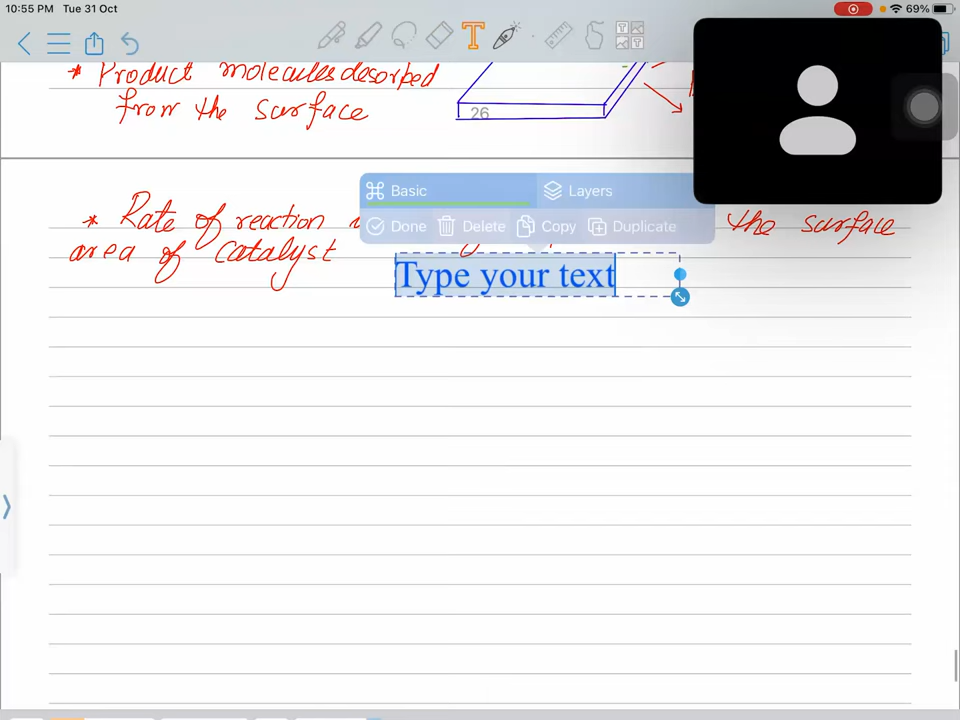 10:55 PM Tue 31 Oct
69%
* Product molecules desorbed
from the surface
26
Basic
Layers
* Rate of reaction
the surface
Done
Delete
Copy
Duplicate
area of Catalyst
Type your text